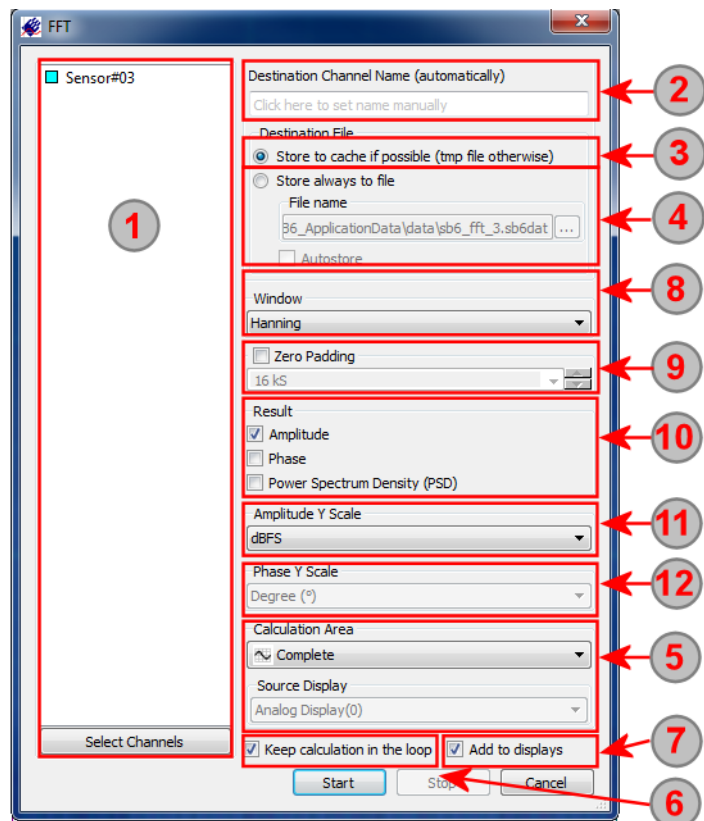 FFT
Sensor#03
Destination Channel Name (automatically)
Click here to set name manually
2
Destination File
Store to cache if possible (tmp file otherwise)
3
Store always to file
1
File name
36_ApplicationData\data\sb6_fft_3.sb6dat ...
4
Autostore
8
Window
Hanning
Zero Padding
16 kS
9
Result
Amplitude
10
Phase
Power Spectrum Density (PSD)
Amplitude Y Scale
11
dBFS
Phase Y Scale
12
Degree (°)
Calculation Area
Complete
5
Source Display
Analog Display(0)
Select Channels
Keep calculation in the loop Add to displays
7
Start Stop Cancel
6